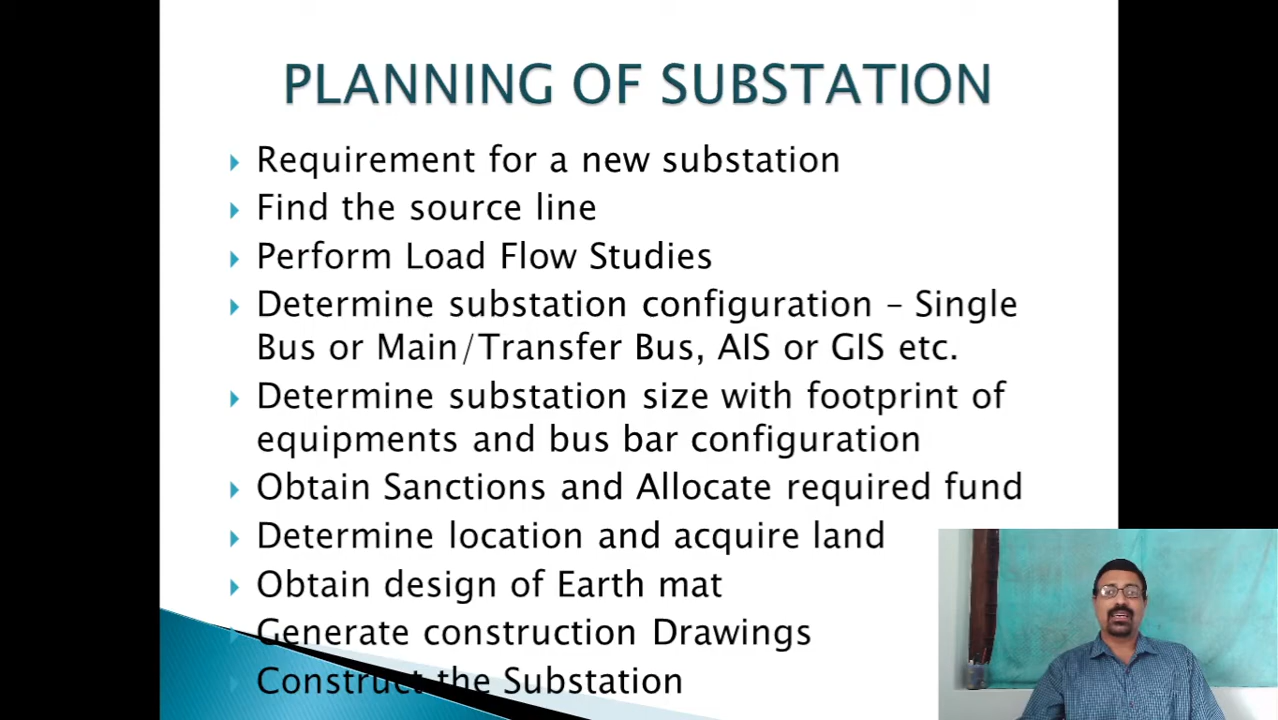 PLANNING OF SUBSTATION
Requirement for a new substation
Find the source line
Perform Load Flow Studies
Determine substation configuration – Single
Bus or Main/Transfer Bus, AIS or GIS etc.
Determine substation size with footprint of
equipments and bus bar configuration
Obtain Sanctions and Allocate required fund
Determine location and acquire land
Obtain design of Earth mat
Generate construction Drawings
Construct the Substation